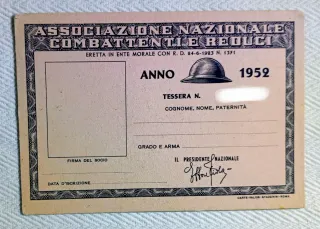 ASSOCIAZIONE NAZIONALE
COMBATTENTI E REDUCI
ERETTA IN ENTE MORALE CON R. D. 24-6-1923 N. 1371
ANNO 1952
TESSERA N.
COGNOME, NOME, PATERNITÀ
GRADO E ARMA
IL PRESIDENTE NAZIONALE
FIRMA DEL SOCIO
DATA D'ISCRIZIONE